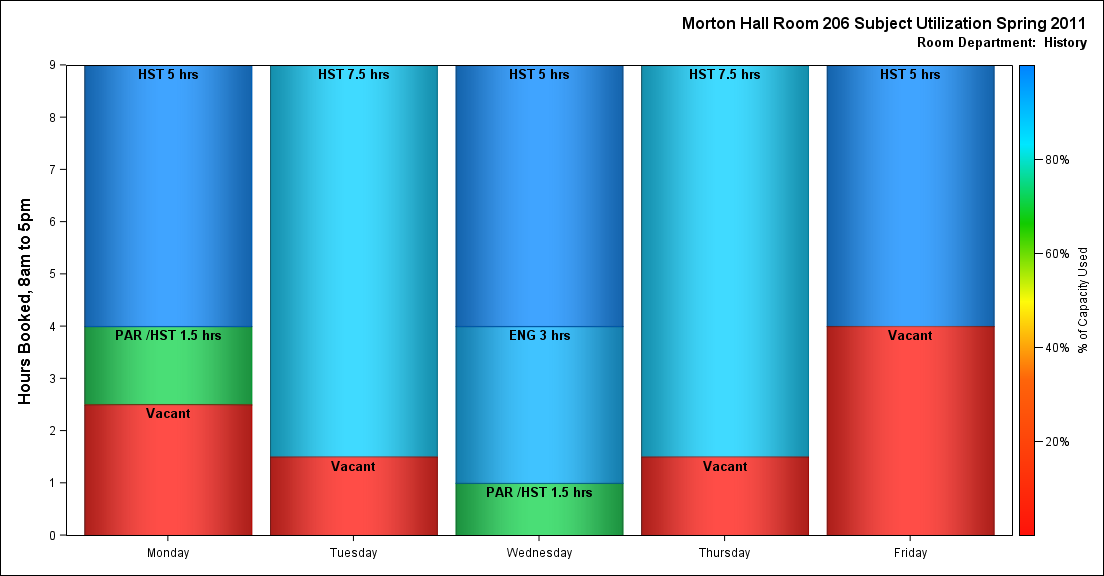 Morton Hall Room 206 Subject Utilization Spring 2011
Room Department:  History
Hours Booked, 8am to 5pm
9
8
7
6
5
4
3
2
1
0
HST 5 hrs
PAR /HST 1.5 hrs
Vacant
HST 7.5 hrs
Vacant
HST 5 hrs
ENG 3 hrs
PAR /HST 1.5 hrs
HST 7.5 hrs
Vacant
HST 5 hrs
Vacant
Monday
Tuesday
Wednesday
Thursday
Friday
80%
60%
40%
20%
% of Capacity Used